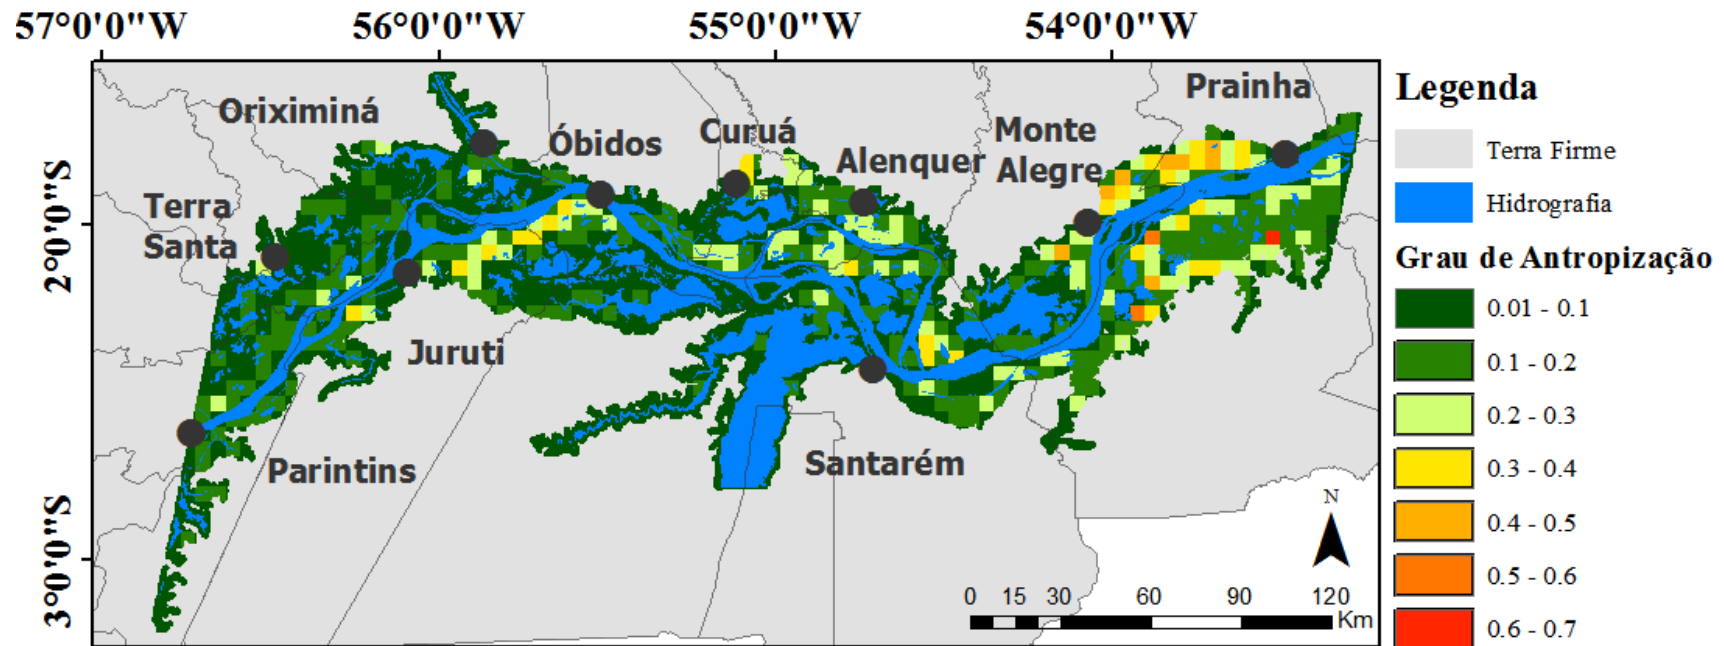 57°0'0"W 56°0'0"W 55°0'0"W 54°0'0"W
2°0'0"S
3°0'0"S
Oriximiná
Óbidos
Curuá
Alenquer
Monte
Alegre
Prainha
Terra
Santa
Juruti
Parintins
Santarém
N
0 15 30 60 90 120
Km
Legenda
Terra Firme
Hidrografia
Grau de Antropização
0.01 - 0.1
0.1 - 0.2
0.2 - 0.3
0.3 - 0.4
0.4 - 0.5
0.5 - 0.6
0.6 - 0.7